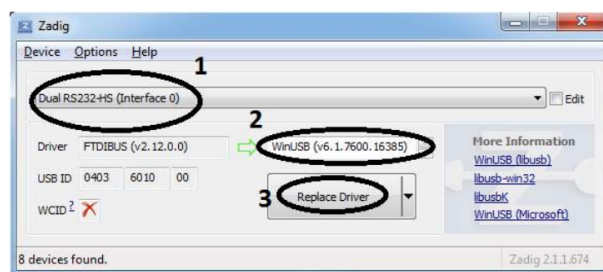 Zadig
Device Options Help
1
Dual RS232-HS (Interface 0)
Edit
2
Driver FTDIBUS (v2.12.0.0) WinUSB (v6.1.7600.16385)
More Information
WinUSB (libusb)
USB ID 0403 6010 00
libusb-win32
3 Replace Driver
libusbK
WCID ?
WinUSB (Microsoft)
8 devices found.
Zadig 2.1.1.674